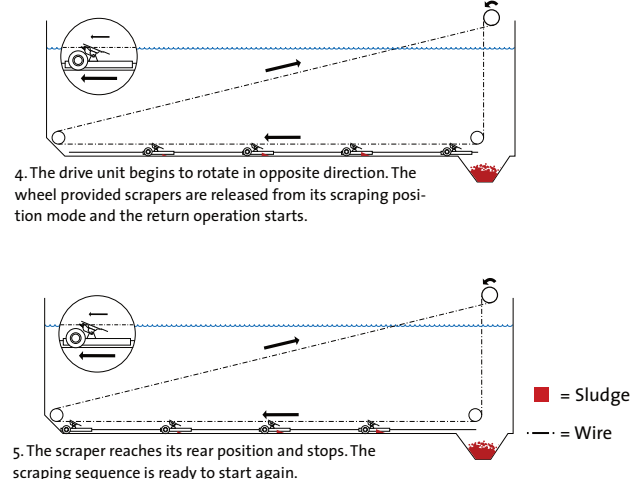 4. The drive unit begins to rotate in opposite direction. The
wheel provided scrapers are released from its scraping posi-
tion mode and the return operation starts.
= Sludge
= Wire
5. The scraper reaches its rear position and stops. The
scraping sequence is ready to start again.